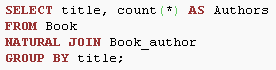 SELECT title, count(*) AS Authors
FROM Book
NATURAL JOIN Book_author
GROUP BY title;